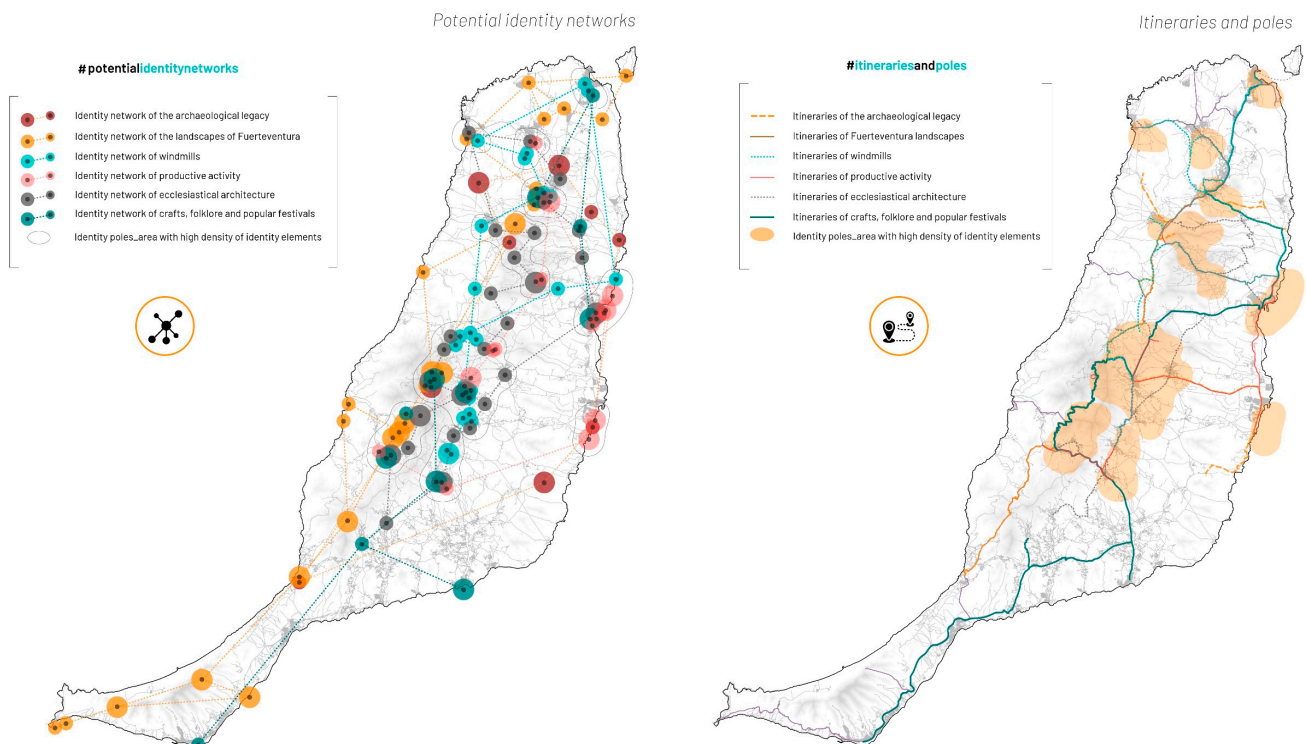 Potential identity networks
#potentialidentitynetworks
Identity network of the archaeological legacy
Identity network of the landscapes of Fuerteventura
Identity network of windmills
Identity network of productive activity
Identity network of ecclesiastical architecture
Identity network of crafts, folklore and popular festivals
Identity poles_area with high density of identity elements
Itineraries and poles
#itinerariesandpoles
Itineraries of the archaeological legacy
Itineraries of Fuerteventura landscapes
Itineraries of windmills
Itineraries of productive activity
Itineraries of ecclesiastical architecture
Itineraries of crafts, folklore and popular festivals
Identity poles_area with high density of identity elements